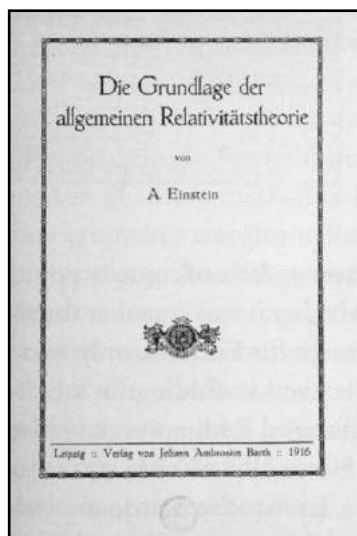 Die Grundlage der
allgemeinen Relativitätstheorie
von
A. Einstein
Leipzig :: Verlag von Johann Ambrosius Barth :: 1916